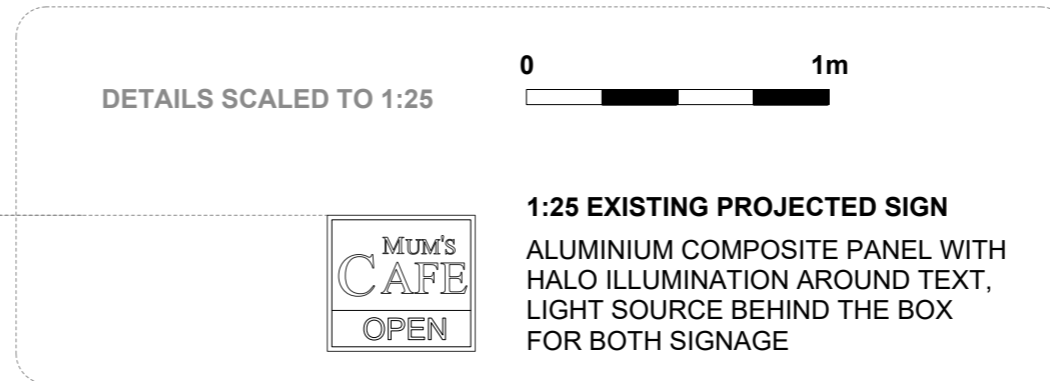 0 1m
DETAILS SCALED TO 1:25
1:25 EXISTING PROJECTED SIGN
MUM'S
CAFE
OPEN
ALUMINIUM COMPOSITE PANEL WITH
HALO ILLUMINATION AROUND TEXT,
LIGHT SOURCE BEHIND THE BOX
FOR BOTH SIGNAGE